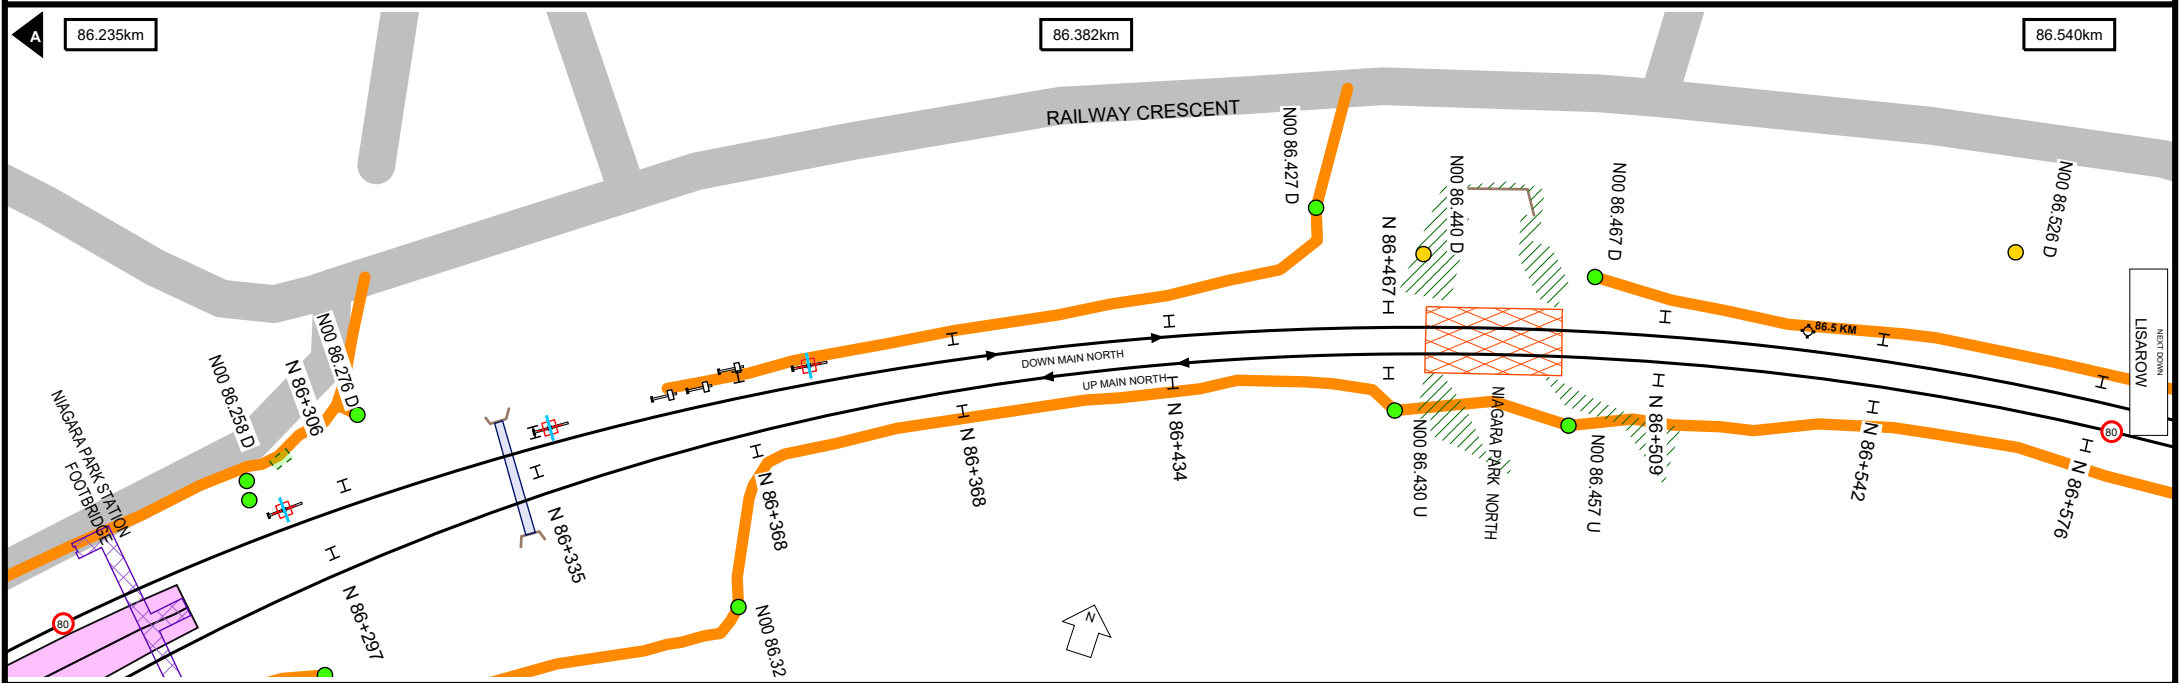 A
86.235km
86.382km
86.540km
RAILWAY CRESCENT
N00 86.427 D
N00 86.440 D
N 86+467
N00 86.467 D
N00 86.526 D
N00 86.276 D
N 86+306
N00 86.258 D
NIAGARA PARK STATION
FOOTBRIDGE
DOWN MAIN NORTH
UP MAIN NORTH
86.5 KM
NEXT DOWN
LISAROW
80
80
N 86+297
N 86+335
N 86+368
N 86+368
N 86+434
N00 86.430 U
NIAGARA PARK NORTH
N00 86.457 U
N 86+509
N 86+542
N 86+576
N00 86.32
N